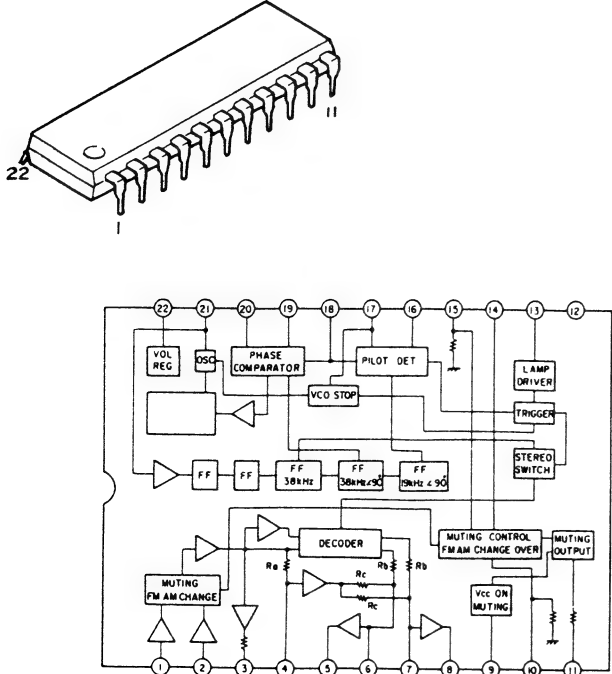 11
22
1
22 21 20 19 18 17 16 15 14 13 12
VOL REG
OSC
PHASE COMPARATOR
PILOT DET
LAMP DRIVER
VCO STOP
TRIGGER
STEREO SWITCH
FF
FF
FF 38kHz
FF 38kHz∠90°
FF 19kHz∠90°
DECODER
MUTING CONTROL FM AM CHANGE OVER
MUTING OUTPUT
Ra
Rb
Rb
Rc
Rc
MUTING FM AM CHANGE
Vcc ON MUTING
1 2 3 4 5 6 7 8 9 10 11